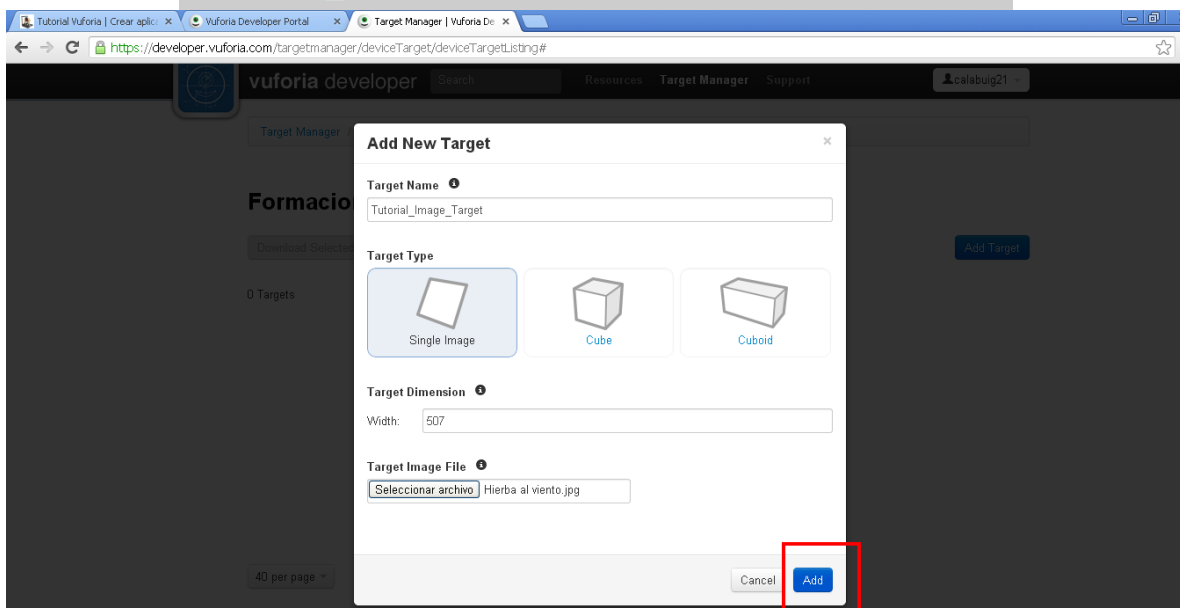 Tutorial Vuforia | Crear aplic
Vuforia Developer Portal
Target Manager | Vuforia De
https://developer.vuforia.com/targetmanager/deviceTarget/deviceTargetListing#
vuforia developer
Search
Resources
Target Manager
Support
calabuig21
Target Manager /
Add New Target
Target Name
Formacio
Tutorial_Image_Target
Download Selected
Add Target
Target Type
0 Targets
Single Image
Cube
Cuboid
Target Dimension
Width:
507
Target Image File
Seleccionar archivo
Hierba al viento.jpg
40 per page
Cancel
Add